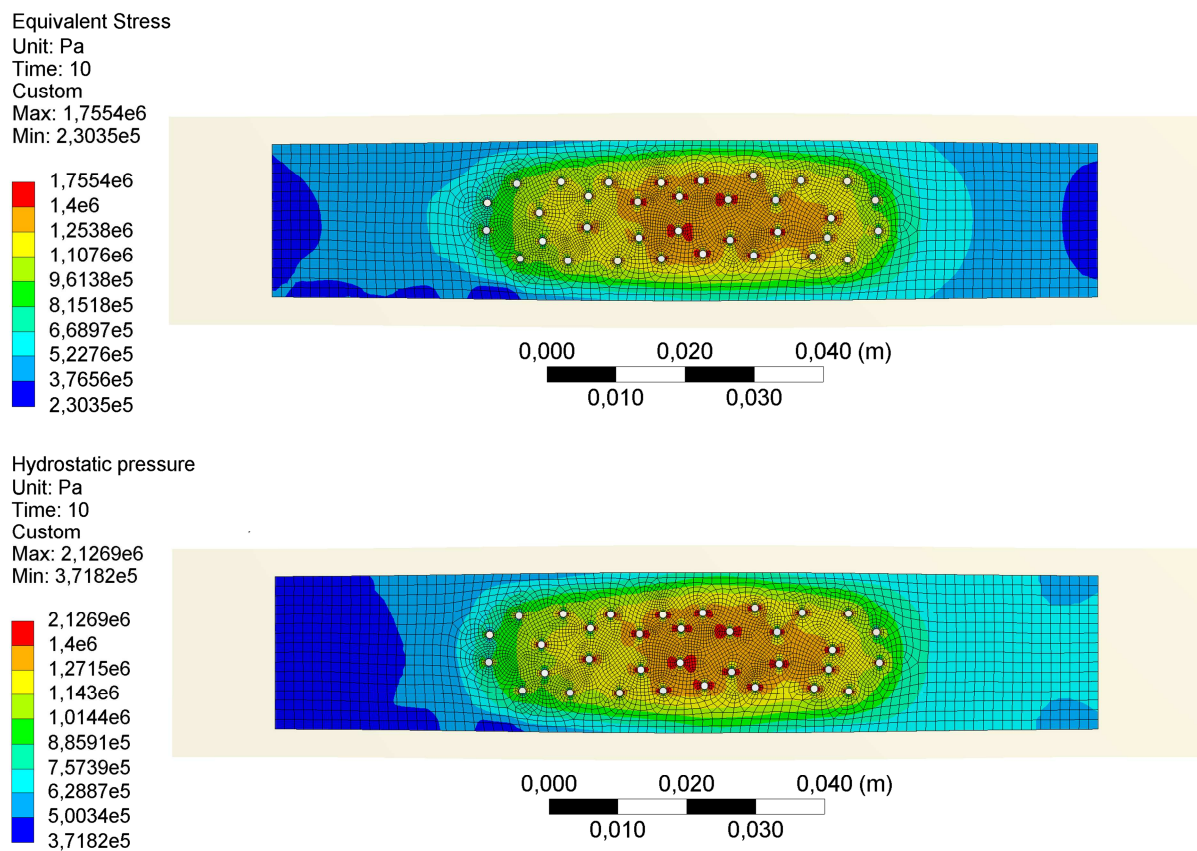 Equivalent Stress
Unit: Pa
Time: 10
Custom
Max: 1,7554e6
Min: 2,3035e5
1,7554e6
1,4e6
1,2538e6
1,1076e6
9,6138e5
8,1518e5
6,6897e5
5,2276e5
3,7656e5
2,3035e5
0,000 0,020 0,040 (m)
0,010 0,030
Hydrostatic pressure
Unit: Pa
Time: 10
Custom
Max: 2,1269e6
Min: 3,7182e5
2,1269e6
1,4e6
1,2715e6
1,143e6
1,0144e6
8,8591e5
7,5739e5
6,2887e5
5,0034e5
3,7182e5
0,000 0,020 0,040 (m)
0,010 0,030